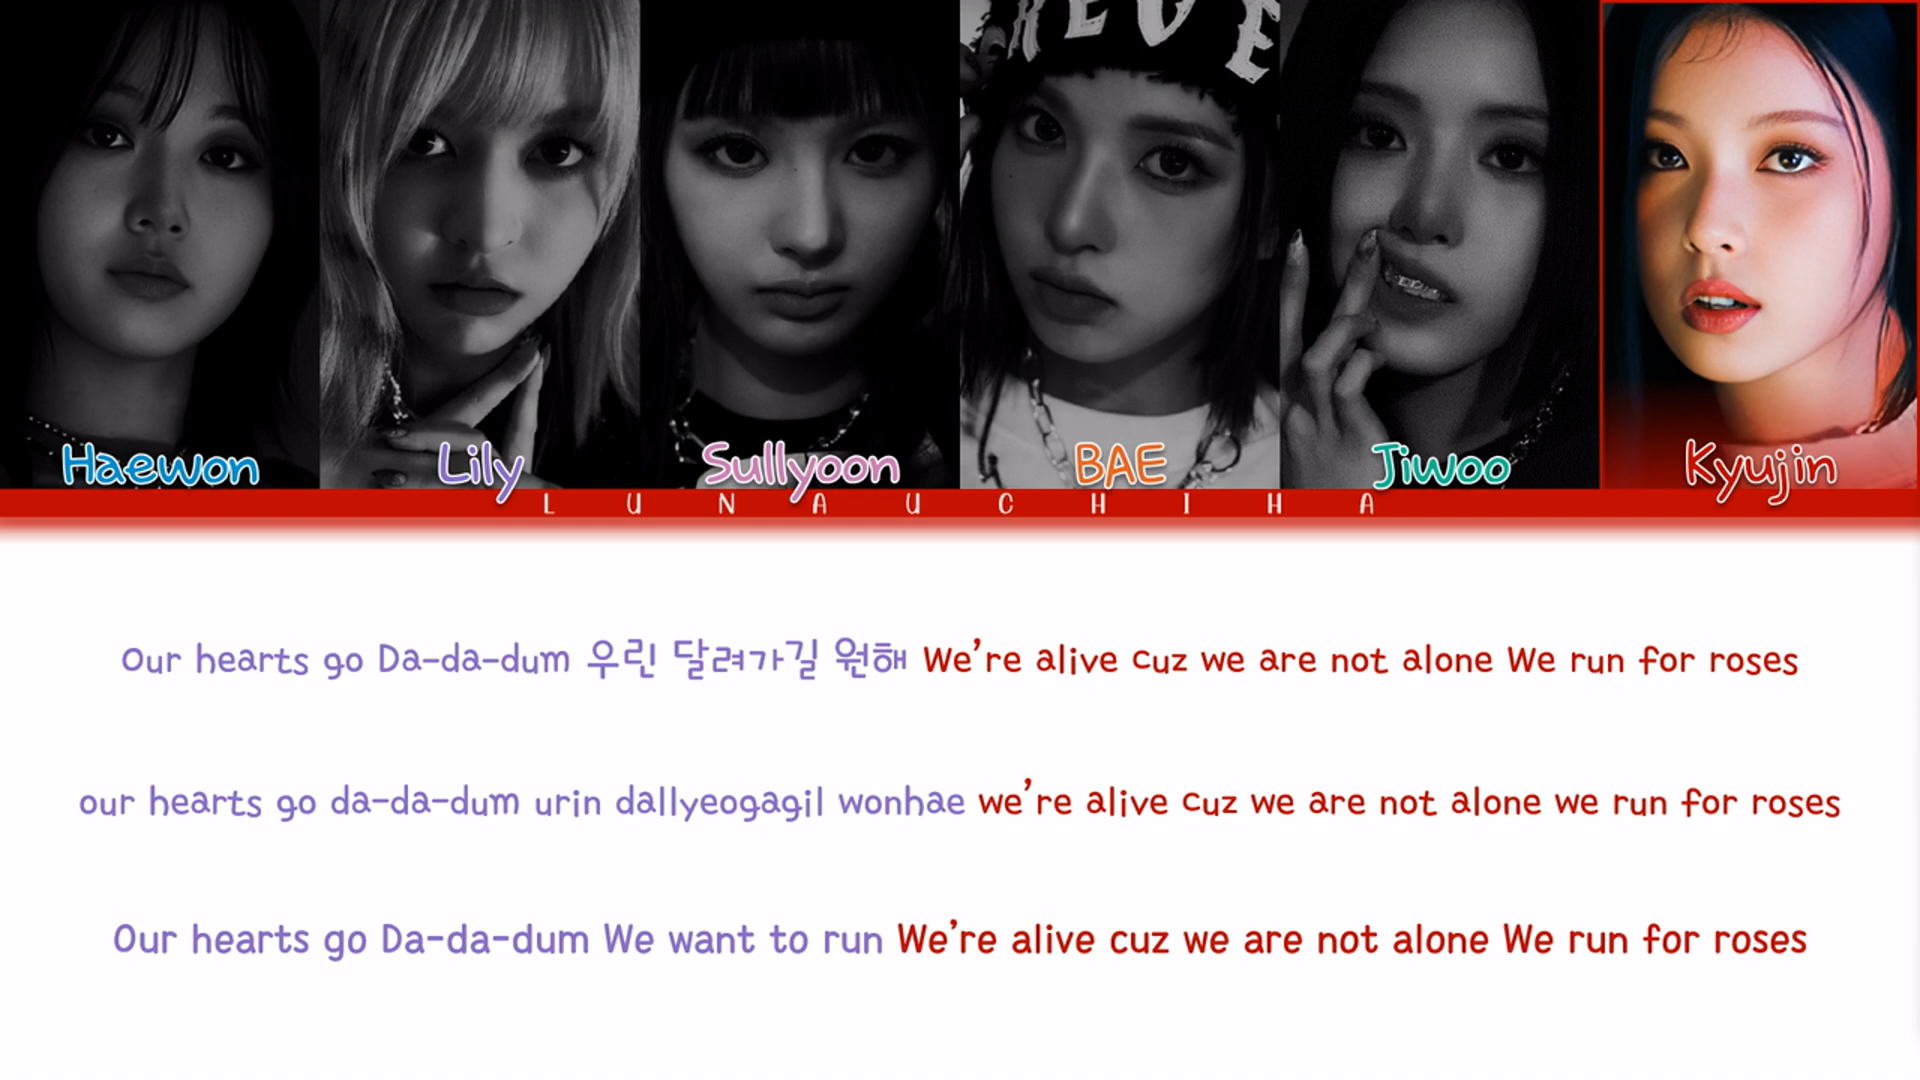 REVE
Haewon
Lily
Sullyoon
BAE
Jiwoo
Kyujin
LUNAUCHIHA
Our hearts go Da-da-dum 우린 달려가길 원해 We're alive cuz we are not alone We run for roses
our hearts go da-da-dum urin dallyeogagil wonhae we're alive cuz we are not alone we run for roses
Our hearts go Da-da-dum We want to run We're alive cuz we are not alone We run for roses